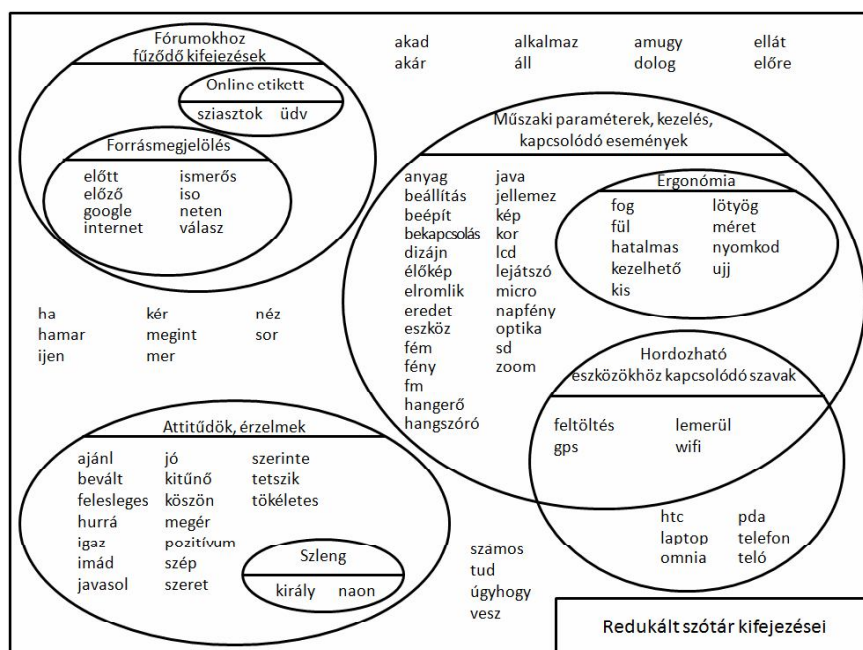 Fórumokhoz
fűződő kifejezések
Online etikett
sziasztok üdv
Forrásmegjelölés
előtt ismerős
előző iso
google neten
internet válasz
akad alkalmaz amugy ellát
akár áll dolog előre
Műszaki paraméterek, kezelés,
kapcsolódó események
anyag java
beállítás jellemez
beépít kép
bekapcsolás kor
dizájn lcd
élőkép lejátszó
elromlik micro
eredet napfény
eszköz optika
fém sd
fény zoom
fm
hangerő
hangszóró
Ergonómia
fog lötyög
fül méret
hatalmas nyomkod
kezelhető ujj
kis
ha kér néz
hamar megint sor
ijen mer
Hordozható
eszközökhöz kapcsolódó szavak
feltöltés lemerül
gps wifi
htc pda
laptop telefon
omnia teló
Attitűdök, érzelmek
ajánl jó szerinte
bevált kitűnő tetszik
felesleges köszön tökéletes
hurrá megér
igaz pozitívum
imád szép
javasol szeret
Szleng
király naon
számos
tud
úgyhogy
vesz
Redukált szótár kifejezései